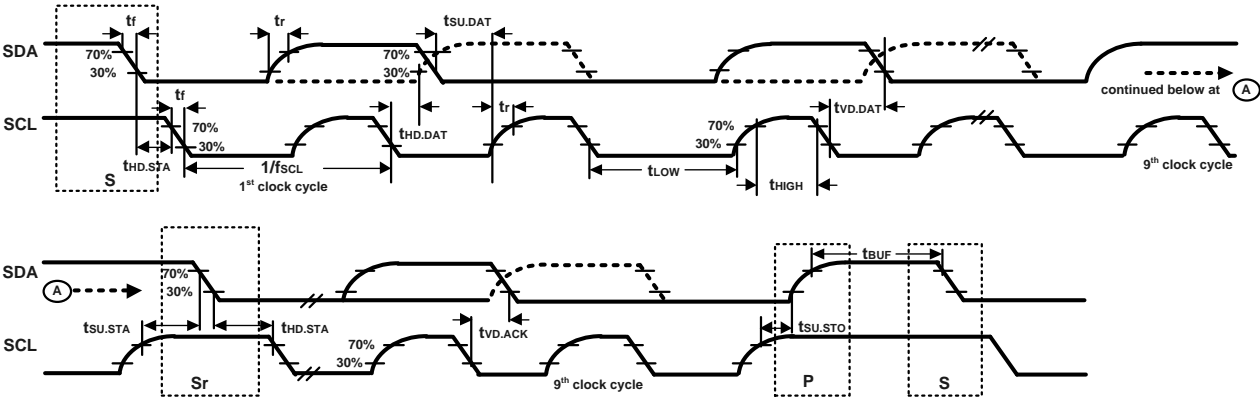 tf
tr
tSU.DAT
SDA
70%
30%
70%
30%
continued below at A
tf
tr
tVD.DAT
SCL
70%
30%
tHD.DAT
70%
30%
tHD.STA
1/fSCL
tLOW
tHIGH
9th clock cycle
S
1st clock cycle
SDA
70%
30%
tBUF
A
tSU.STA
tHD.STA
tVD.ACK
tSU.STO
SCL
70%
30%
Sr
9th clock cycle
P
S